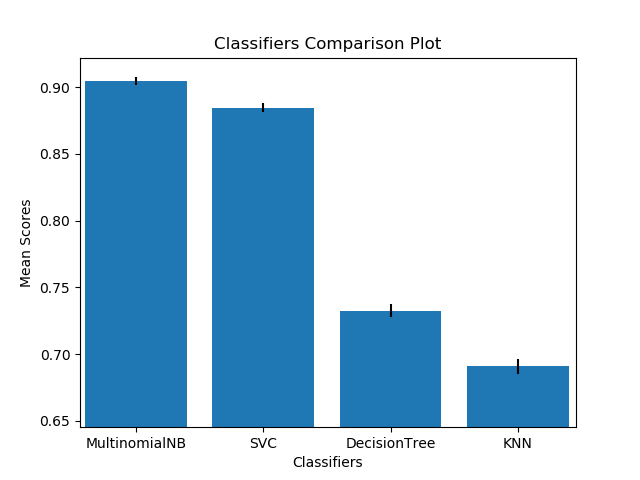 Classifiers Comparison Plot
0.90
0.85
0.80
0.75
0.70
0.65
Mean Scores
MultinomialNB SVC DecisionTree KNN
Classifiers